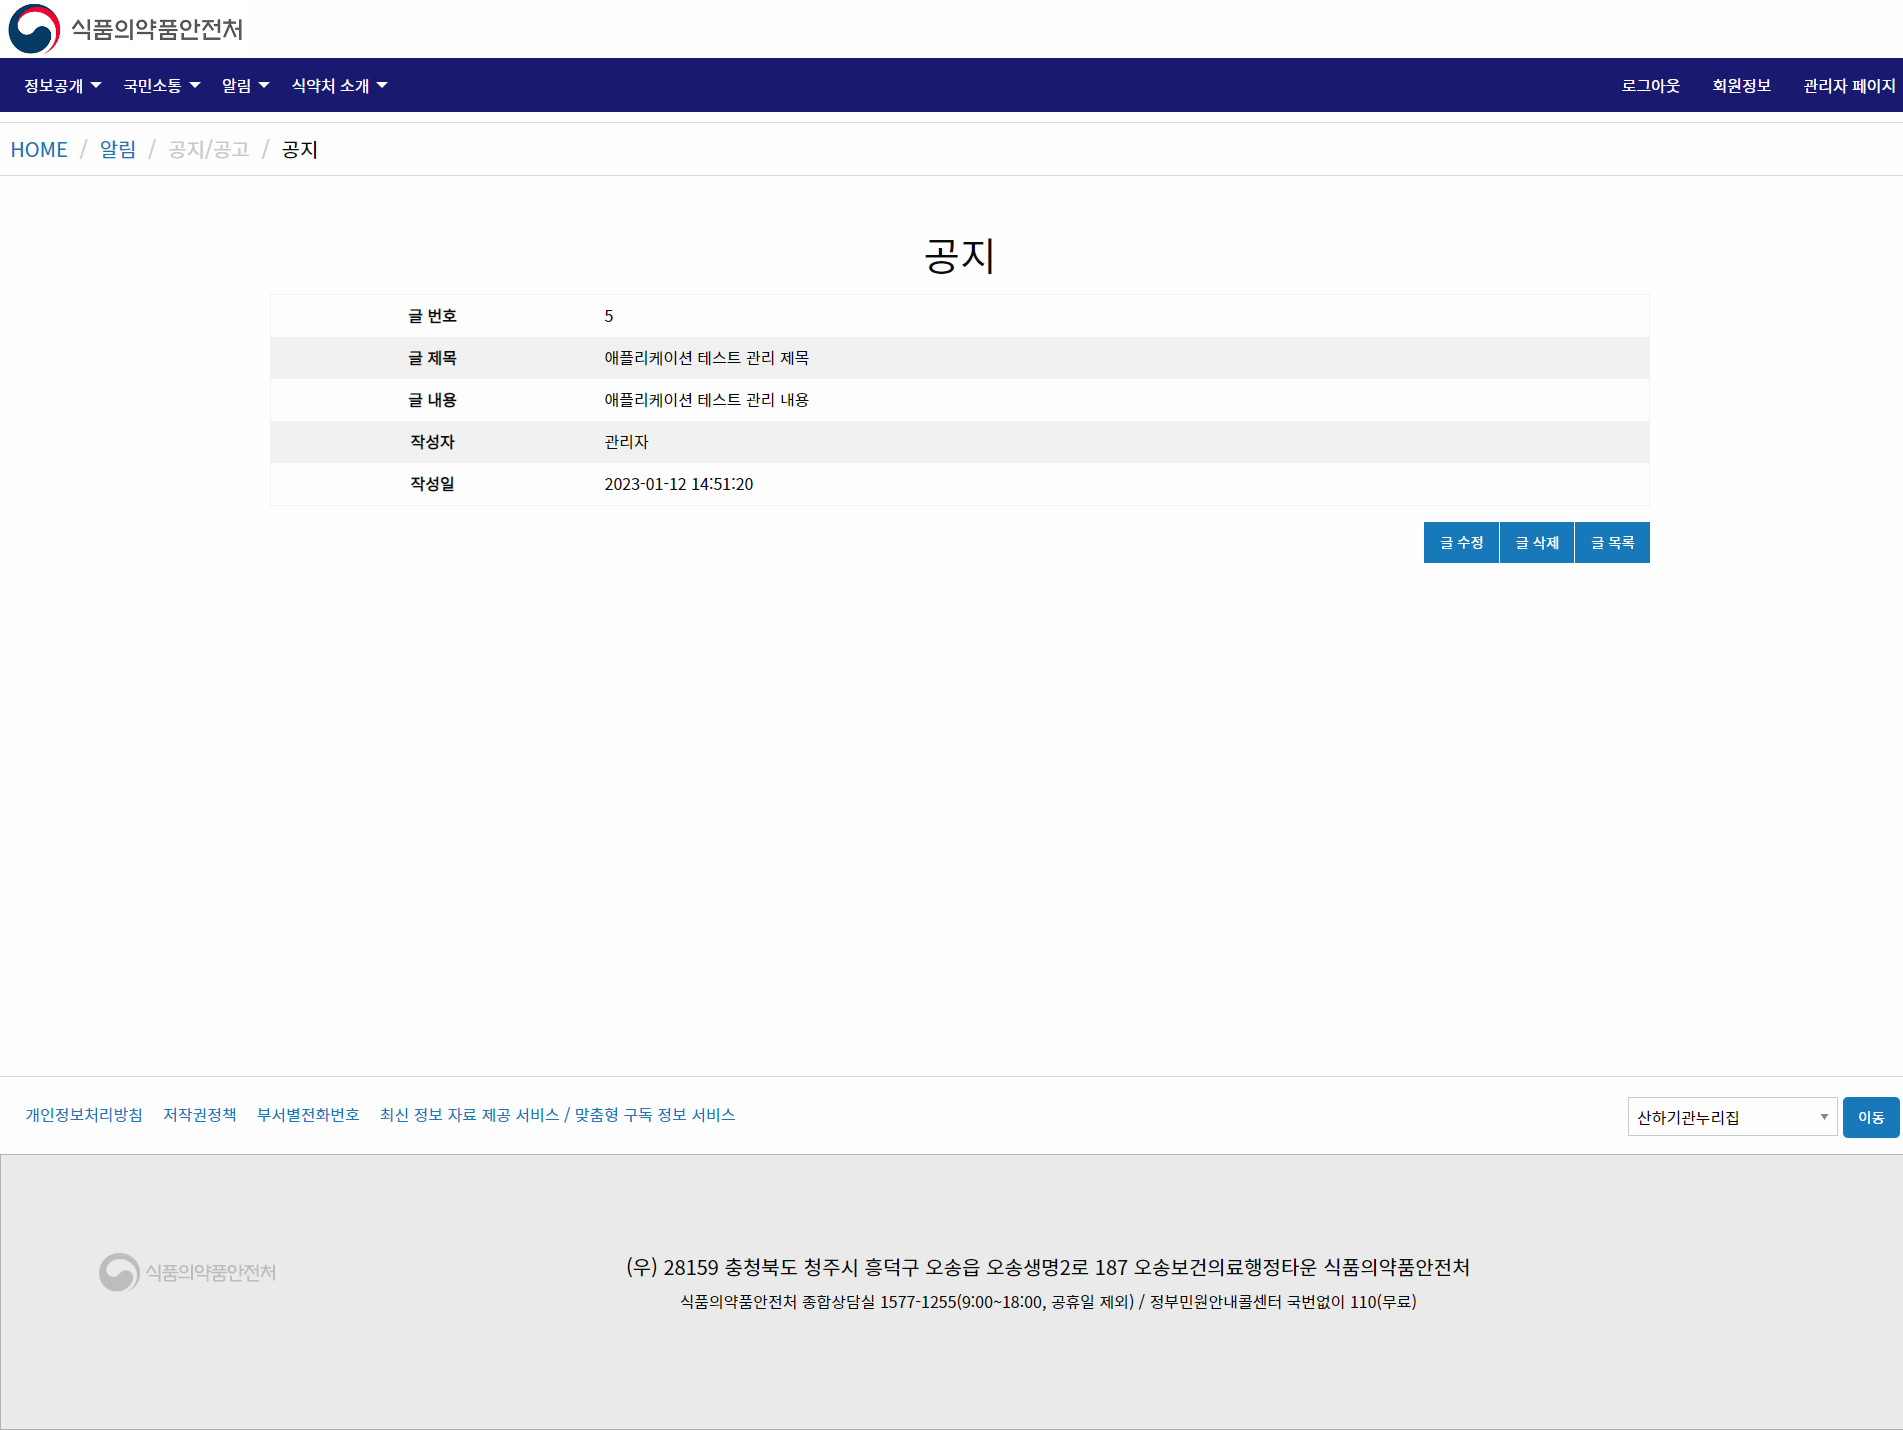 식품의약품안전처
정보공개 국민소통 알림 식약처 소개 로그아웃 회원정보 관리자 페이지
HOME / 알림 / 공지/공고 / 공지
공지
글 번호 5
글 제목 애플리케이션 테스트 관리 제목
글 내용 애플리케이션 테스트 관리 내용
작성자 관리자
작성일 2023-01-12 14:51:20
글 수정 글 삭제 글 목록
개인정보처리방침 저작권정책 부서별전화번호 최신 정보 자료 제공 서비스 / 맞춤형 구독 정보 서비스 산하기관누리집 이동
식품의약품안전처
(우) 28159 충청북도 청주시 흥덕구 오송읍 오송생명2로 187 오송보건의료행정타운 식품의약품안전처
식품의약품안전처 종합상담실 1577-1255(9:00~18:00, 공휴일 제외) / 정부민원안내콜센터 국번없이 110(무료)